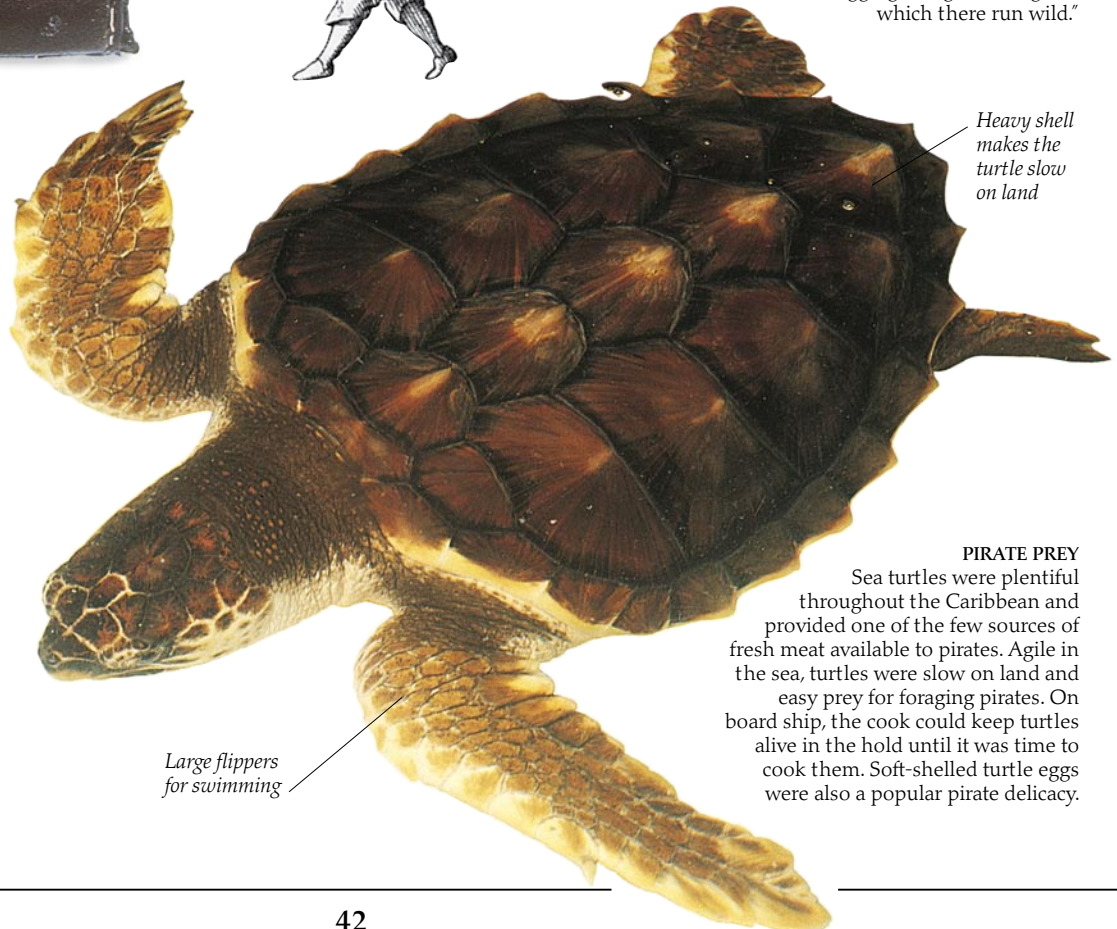 which there run wild.”
Heavy shell
makes the
turtle slow
on land
PIRATE PREY
Sea turtles were plentiful
throughout the Caribbean and
provided one of the few sources of
fresh meat available to pirates. Agile in
the sea, turtles were slow on land and
easy prey for foraging pirates. On
board ship, the cook could keep turtles
alive in the hold until it was time to
cook them. Soft-shelled turtle eggs
were also a popular pirate delicacy.
Large flippers
for swimming
42